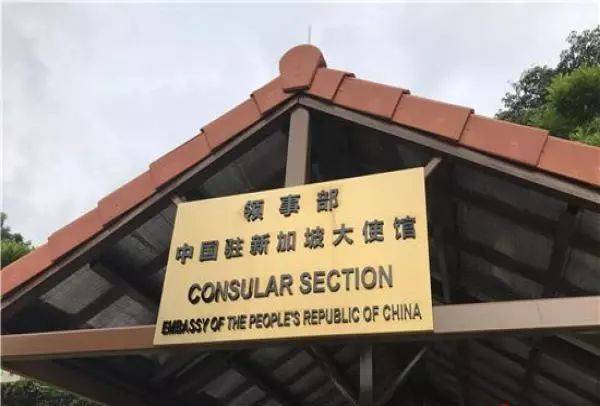 领事部
中国驻新加坡大使馆
CONSULAR SECTION
EMBASSY OF THE PEOPLE'S REPUBLIC OF CHINA